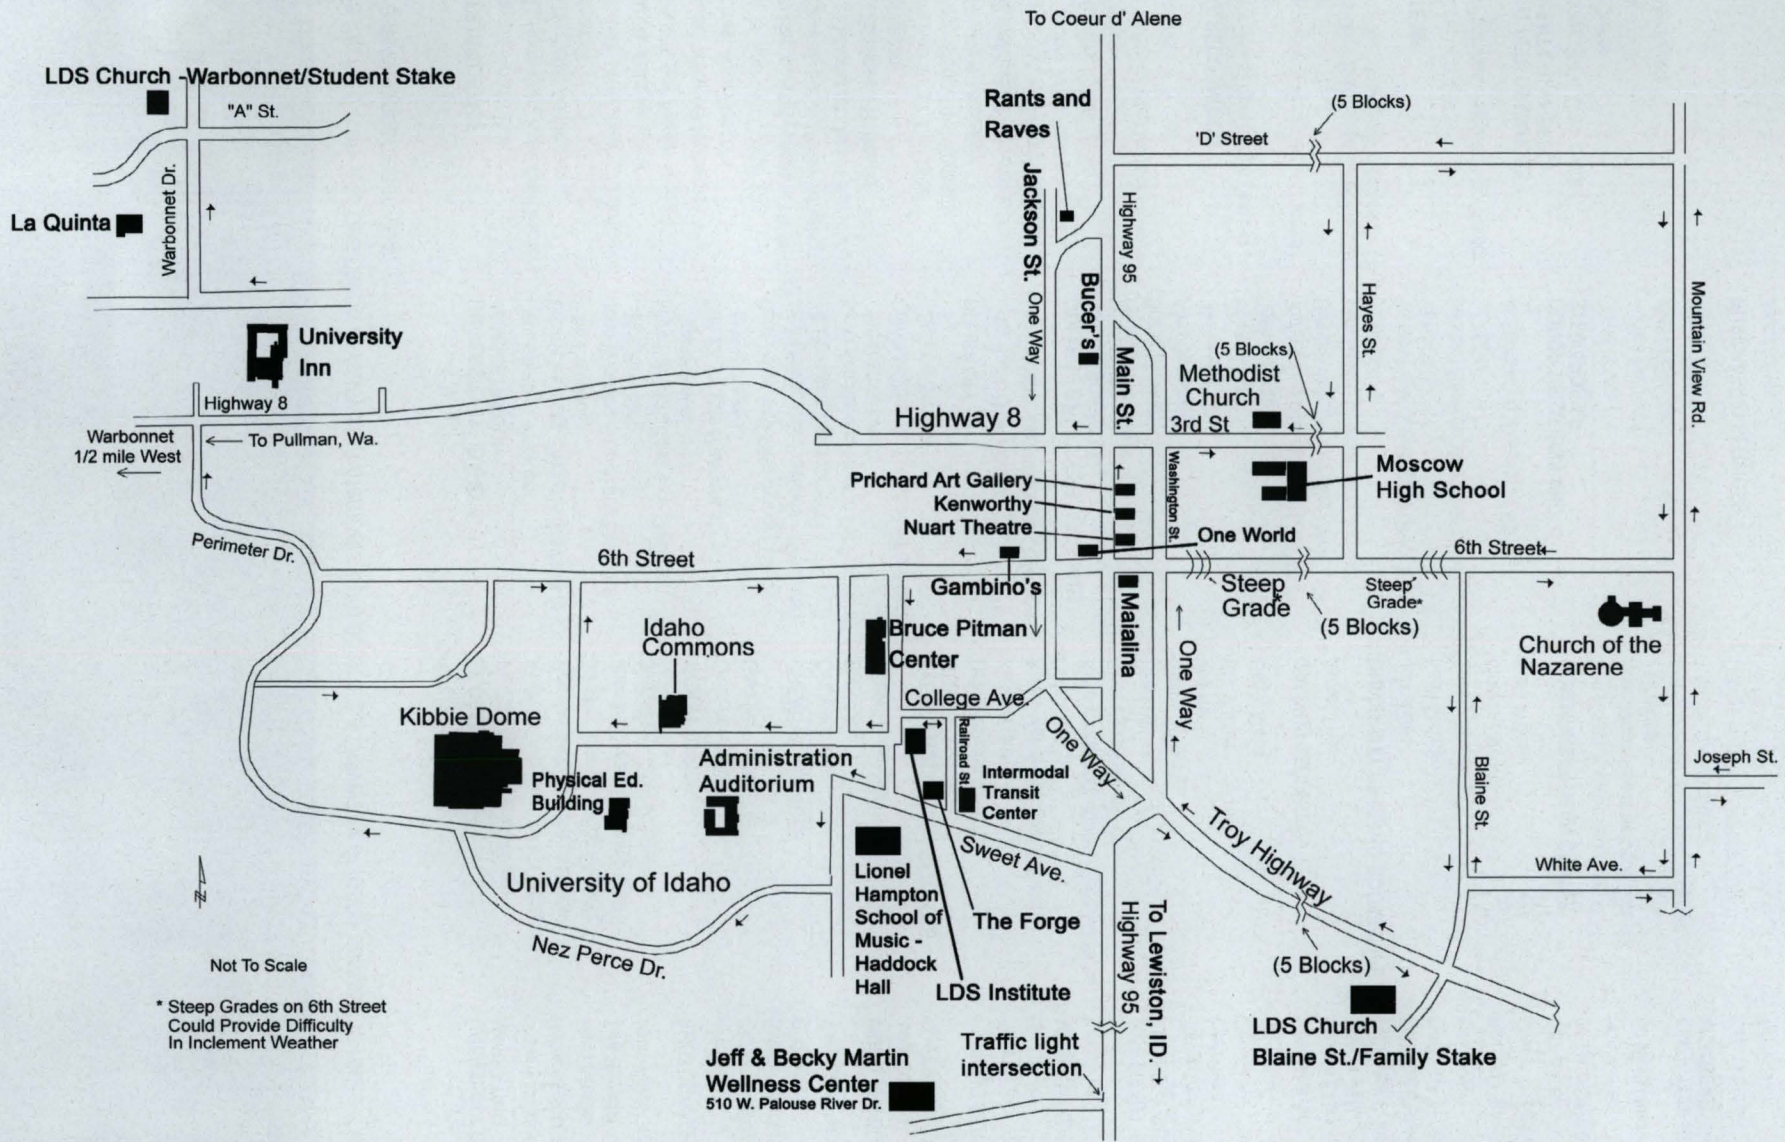 To Coeur d' Alene
LDS Church -Warbonnet/Student Stake
"A" St.
Warbonnet Dr.
La Quinta
University
Inn
Highway 8
Warbonnet
1/2 mile West
To Pullman, Wa.
Perimeter Dr.
Rants and
Raves
(5 Blocks)
'D' Street
Jackson St.
One Way
Highway 95
Bucer's
Main St.
Hayes St.
Mountain View Rd.
(5 Blocks)
Methodist
Church
Highway 8
3rd St
Prichard Art Gallery
Kenworthy
Nuart Theatre
Washington St.
Moscow
High School
One World
6th Street
6th Street
Gambino's
Maialina
Steep
Grade*
Steep
Grade*
(5 Blocks)
Idaho
Commons
Bruce Pitman
Center
One Way
Church of the
Nazarene
College Ave.
Kibbie Dome
Railroad St.
One Way
Administration
Auditorium
Physical Ed.
Building
Intermodal
Transit
Center
Joseph St.
Blaine St.
Troy Highway
Sweet Ave.
White Ave.
University of Idaho
Lionel
Hampton
School of
Music -
Haddock
Hall
The Forge
LDS Institute
Nez Perce Dr.
To Lewiston, ID.
Highway 95
(5 Blocks)
Not To Scale
* Steep Grades on 6th Street
Could Provide Difficulty
In Inclement Weather
LDS Church
Blaine St./Family Stake
Traffic light
intersection
Jeff & Becky Martin
Wellness Center
510 W. Palouse River Dr.